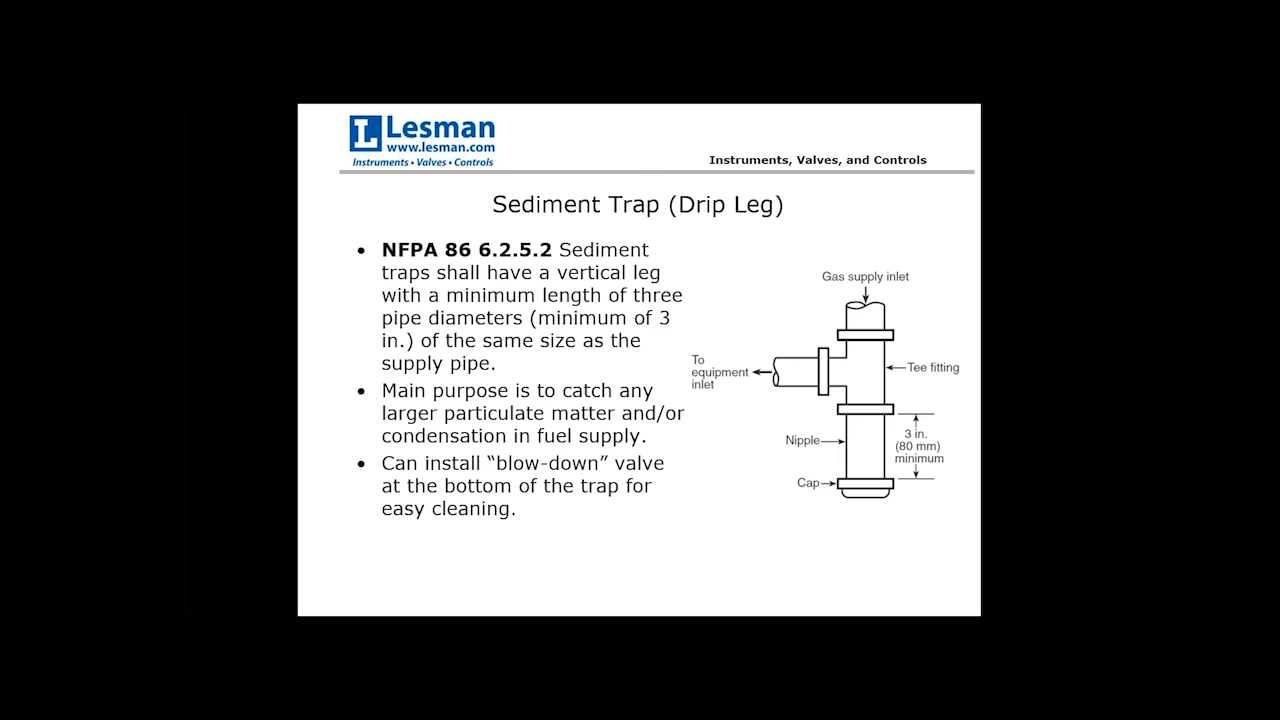 Lesman
www.lesman.com
Instruments • Valves • Controls
Instruments, Valves, and Controls
Sediment Trap (Drip Leg)
• NFPA 86 6.2.5.2 Sediment
traps shall have a vertical leg
with a minimum length of three
pipe diameters (minimum of 3
in.) of the same size as the
supply pipe.
• Main purpose is to catch any
larger particulate matter and/or
condensation in fuel supply.
• Can install “blow-down” valve
at the bottom of the trap for
easy cleaning.
Gas supply inlet
To
equipment
inlet
Tee fitting
Nipple
3 in.
(80 mm)
minimum
Cap